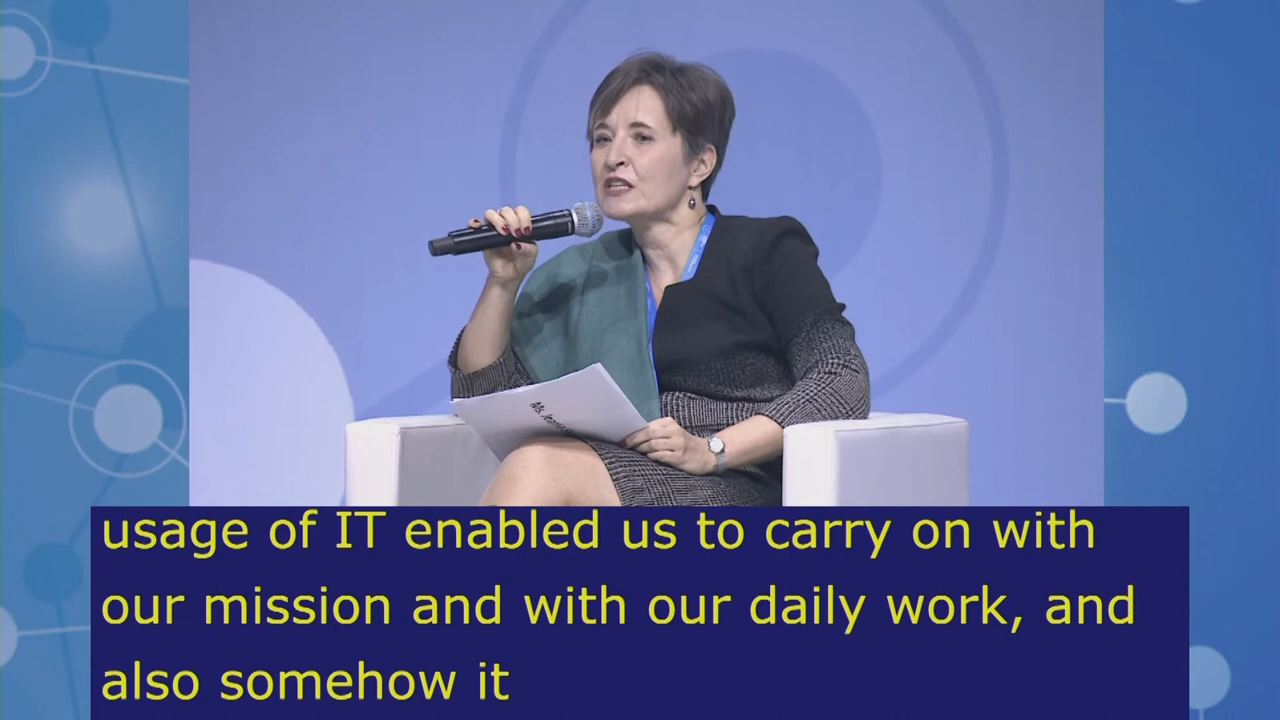 Ms.
usage of IT enabled us to carry on with
our mission and with our daily work, and
also somehow it